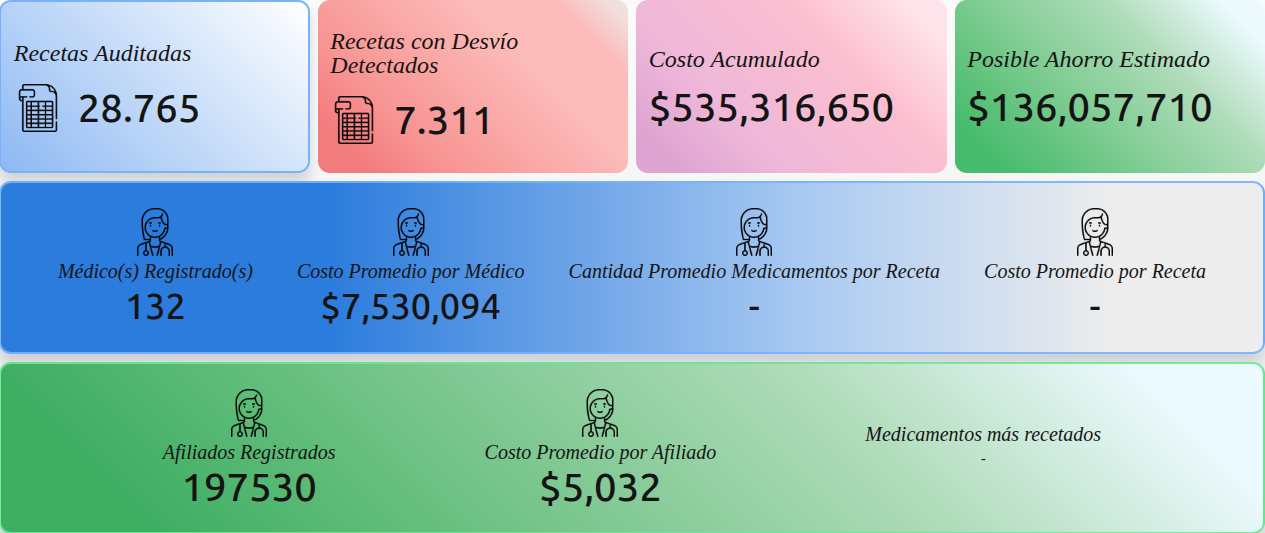 Recetas Auditadas
28.765
Recetas con Desvío
Detectados
7.311
Costo Acumulado
$535,316,650
Posible Ahorro Estimado
$136,057,710
Médico(s) Registrado(s)
132
Costo Promedio por Médico
$7,530,094
Cantidad Promedio Medicamentos por Receta
-
Costo Promedio por Receta
-
Afiliados Registrados
197530
Costo Promedio por Afiliado
$5,032
Medicamentos más recetados
-